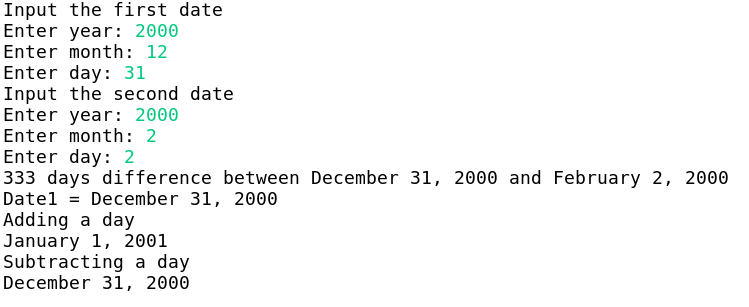 Input the first date
Enter year: 2000
Enter month: 12
Enter day: 31
Input the second date
Enter year: 2000
Enter month: 2
Enter day: 2
333 days difference between December 31, 2000 and February 2, 2000
Date1 = December 31, 2000
Adding a day
January 1, 2001
Subtracting a day
December 31, 2000